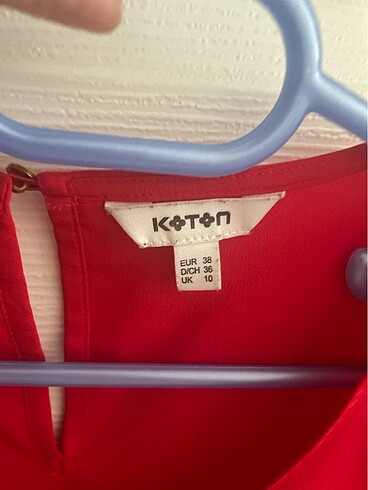 KOTON
EUR 38
D/CH 36
UK 10